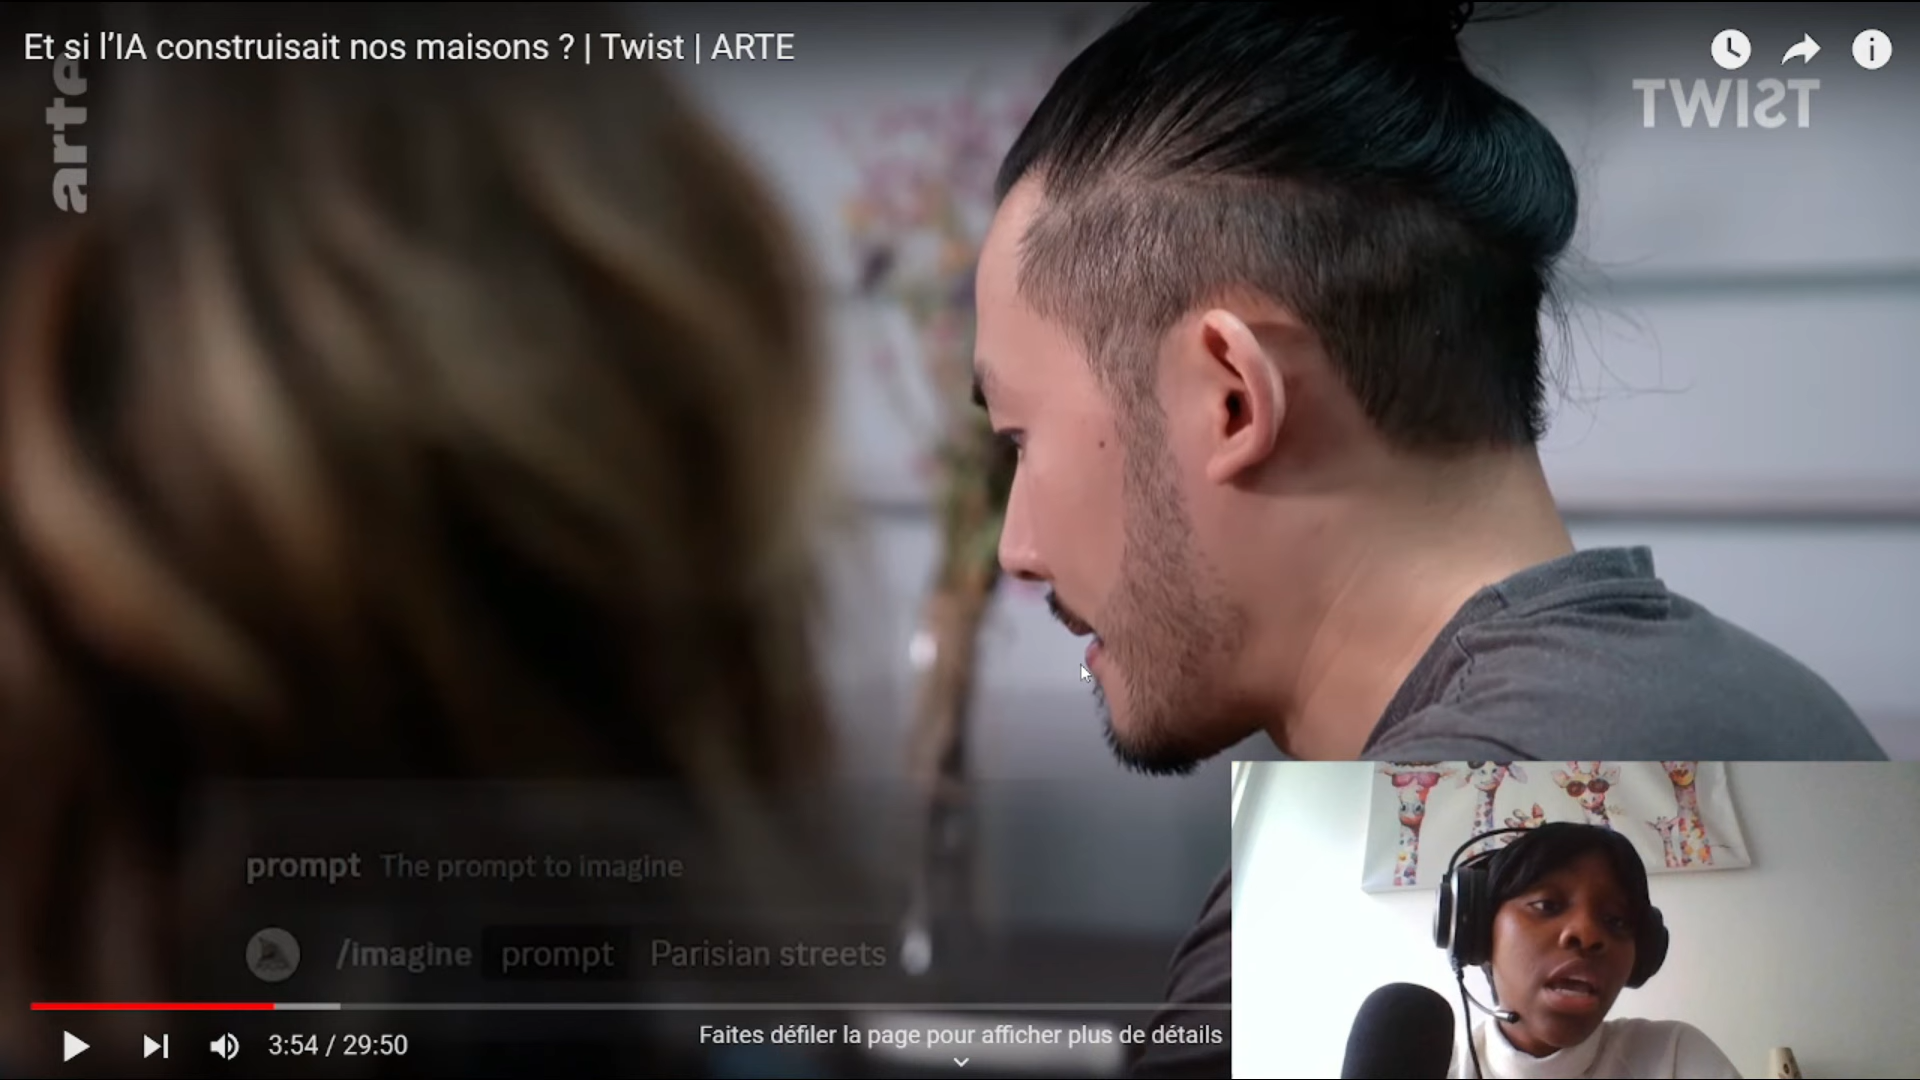 Et si l’IA construisait nos maisons ? | Twist | ARTE
arte
TWIST
prompt The prompt to imagine
/imagine prompt Parisian streets
3:54 / 29:50
Faites défiler la page pour afficher plus de détails